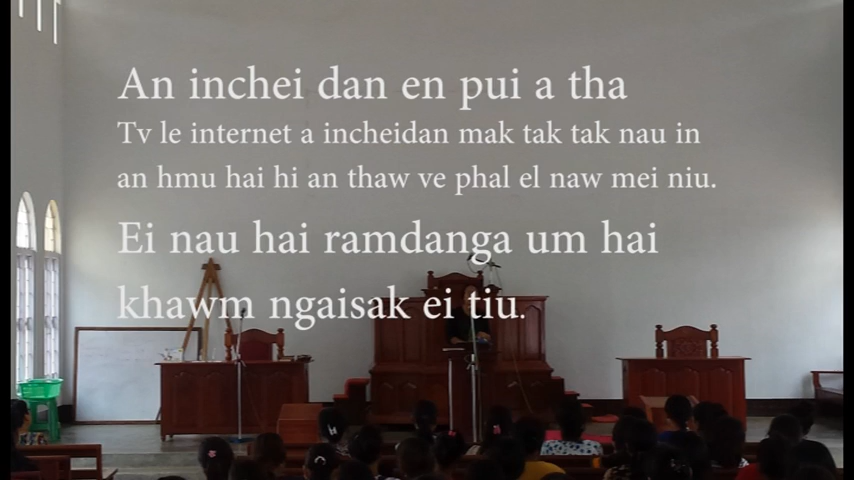 An inchei dan en pui a tha
Tv le internet a incheidan mak tak tak nau in
an hmu hai hi an thaw ve phal el naw mei niu.
Ei nau hai ramdanga um hai
khawm ngaisak ei tiu.